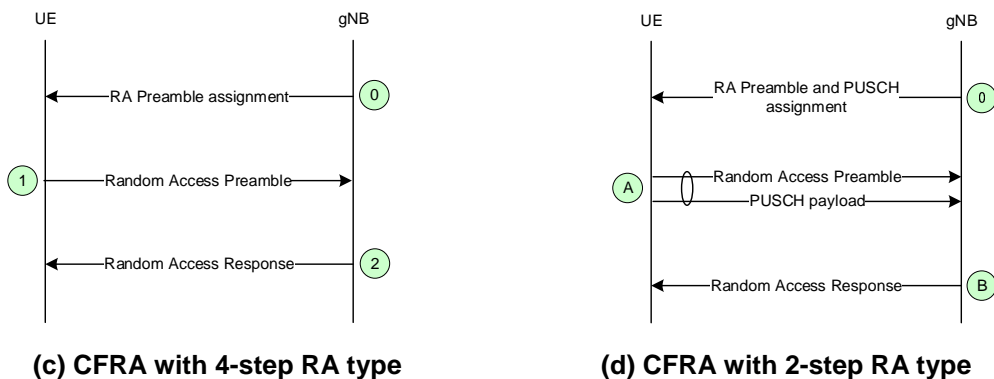 UE
gNB
RA Preamble assignment
0
1
Random Access Preamble
Random Access Response
2
(c) CFRA with 4-step RA type
UE
gNB
RA Preamble and PUSCH
assignment
0
A
Random Access Preamble
PUSCH payload
Random Access Response
B
(d) CFRA with 2-step RA type